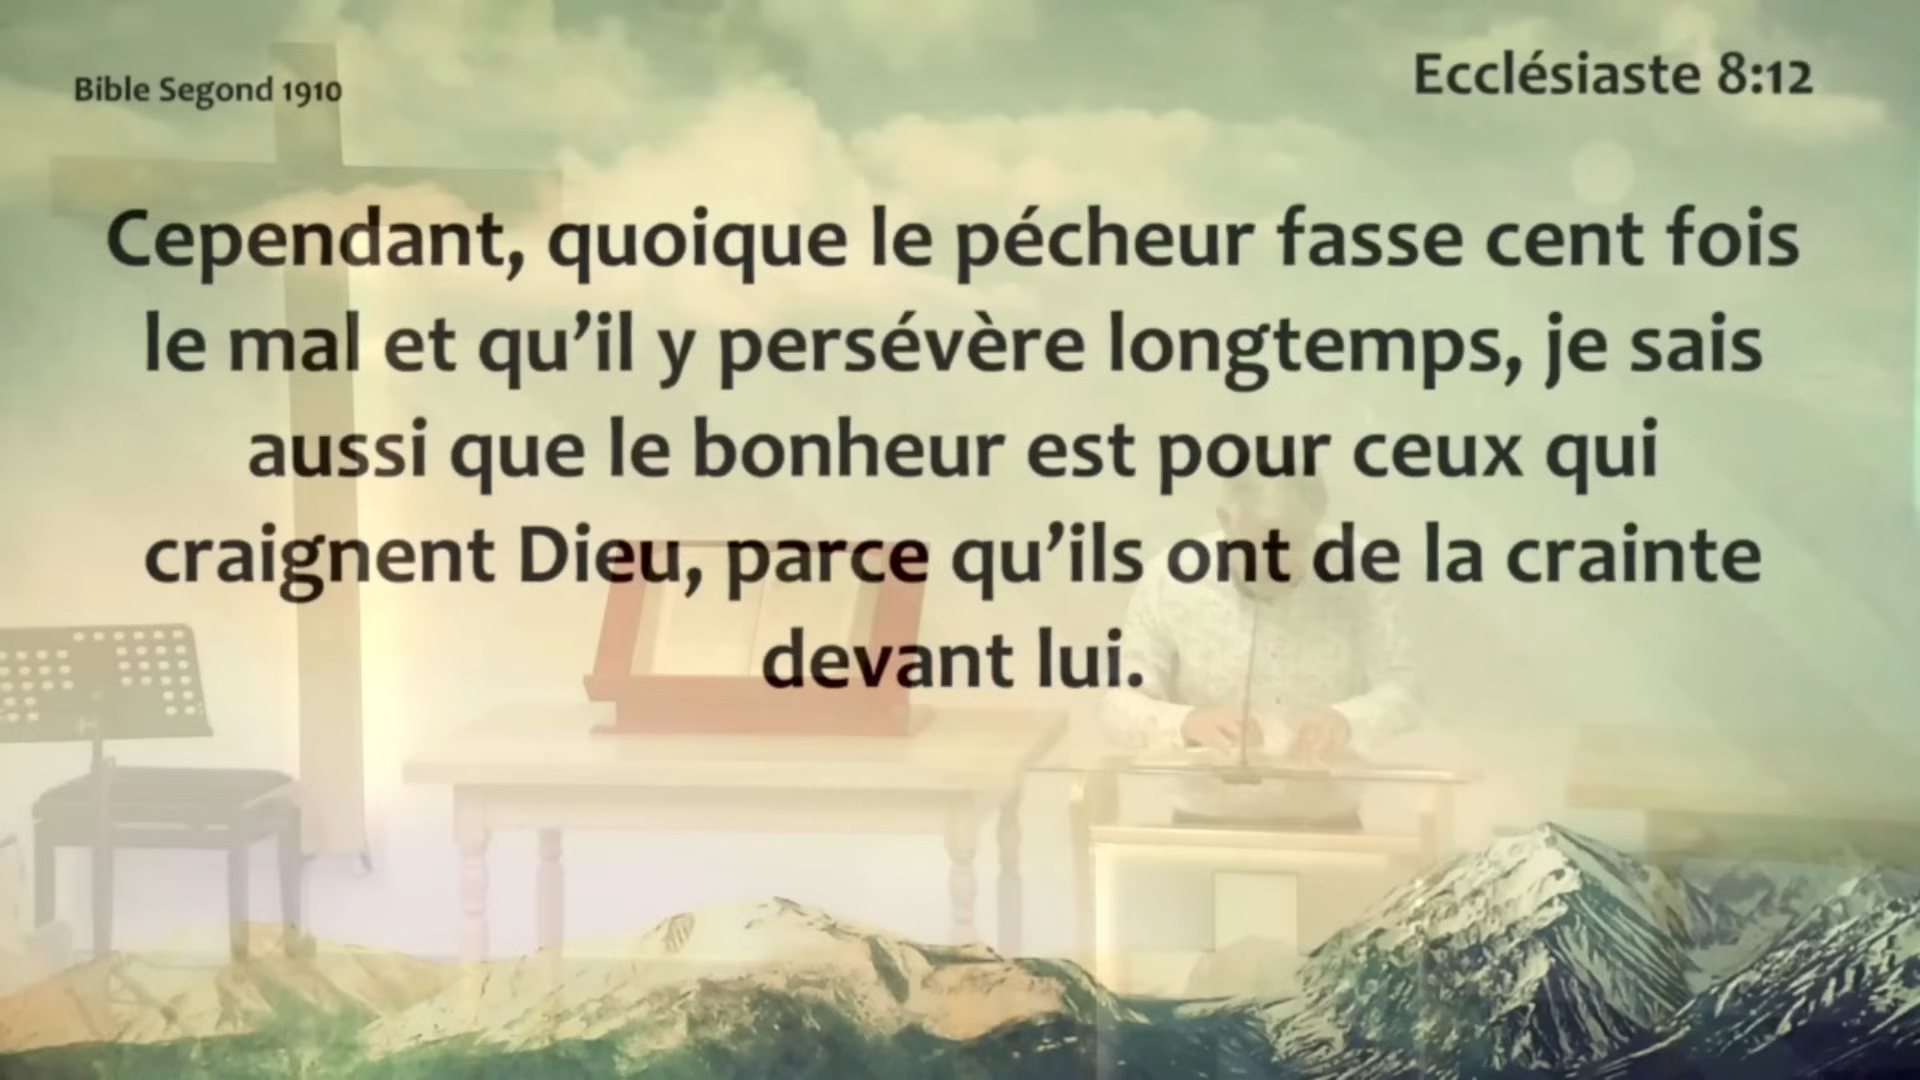 Bible Segond 1910
Ecclésiaste 8:12
Cependant, quoique le pécheur fasse cent fois
le mal et qu’il y persévère longtemps, je sais
aussi que le bonheur est pour ceux qui
craignent Dieu, parce qu’ils ont de la crainte
devant lui.